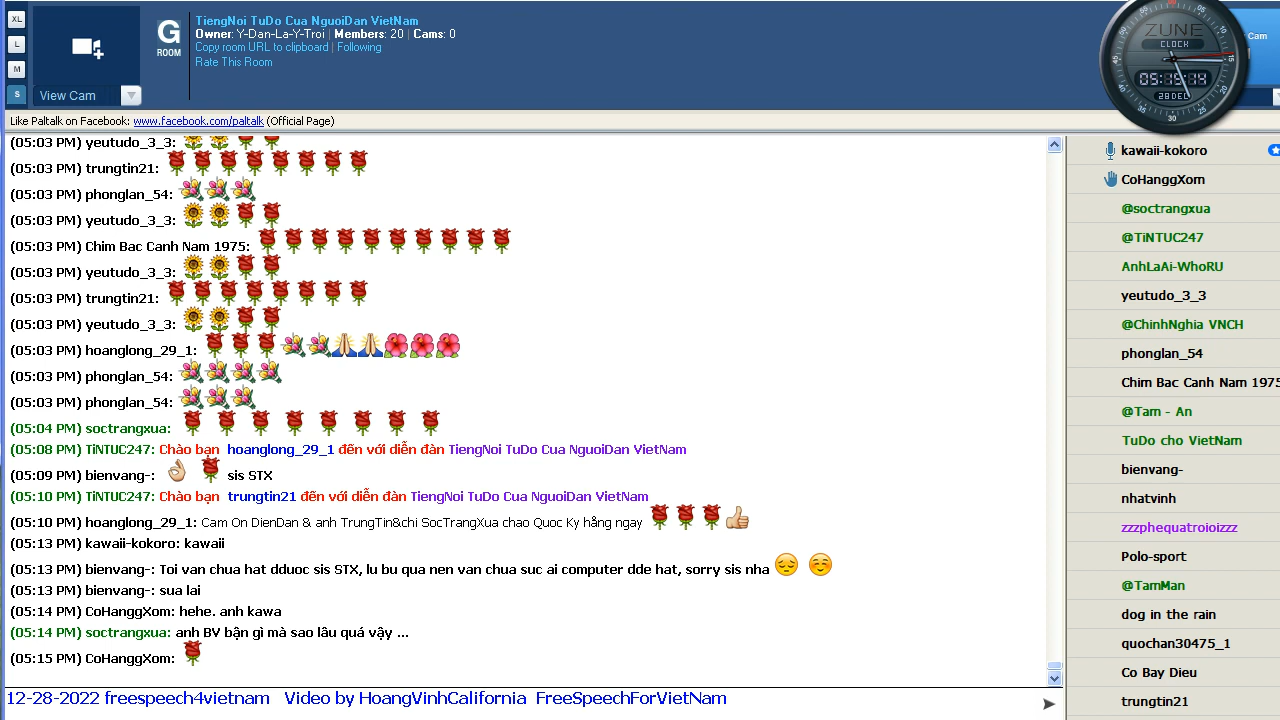 XL
L
M
S
View Cam
G
ROOM
TiengNoi TuDo Cua NguoiDan VietNam
Owner: Y-Dan-La-Y-Troi | Members: 20 | Cams: 0
Copy room URL to clipboard | Following
Rate This Room
ZUNE
CLOCK
05:15:14
28DEC
Cam
Like Paltalk on Facebook: www.facebook.com/paltalk (Official Page)
(05:03 PM) yeutudo_3_3:
(05:03 PM) trungtin21:
(05:03 PM) phonglan_54:
(05:03 PM) yeutudo_3_3:
(05:03 PM) Chim Bac Canh Nam 1975:
(05:03 PM) yeutudo_3_3:
(05:03 PM) trungtin21:
(05:03 PM) yeutudo_3_3:
(05:03 PM) hoanglong_29_1:
(05:03 PM) phonglan_54:
(05:03 PM) phonglan_54:
(05:04 PM) soctrangxua:
(05:08 PM) TiNTUC247: Chào bạn hoanglong_29_1 đến với diễn đàn TiengNoi TuDo Cua NguoiDan VietNam
(05:09 PM) bienvang-: sis STX
(05:10 PM) TiNTUC247: Chào bạn trungtin21 đến với diễn đàn TiengNoi TuDo Cua NguoiDan VietNam
(05:10 PM) hoanglong_29_1: Cam On DienDan & anh TrungTin&chi SocTrangXua chao Quoc Ky hằng ngay
(05:13 PM) kawaii-kokoro: kawaii
(05:13 PM) bienvang-: Toi van chua hat dduoc sis STX, lu bu qua nen van chua suc ai computer dde hat, sorry sis nha
(05:13 PM) bienvang-: sua lai
(05:14 PM) CoHanggXom: hehe. anh kawa
(05:14 PM) soctrangxua: anh BV bận gì mà sao lâu quá vậy ...
(05:15 PM) CoHanggXom:
12-28-2022 freespeech4vietnam Video by HoangVinhCalifornia FreeSpeechForVietNam
kawaii-kokoro
CoHanggXom
@soctrangxua
@TiNTUC247
AnhLaAi-WhoRU
yeutudo_3_3
@ChinhNghia VNCH
phonglan_54
Chim Bac Canh Nam 1975
@Tam - An
TuDo cho VietNam
bienvang-
nhatvinh
zzzphequatroioizzz
Polo-sport
@TamMan
dog in the rain
quochan30475_1
Co Bay Dieu
trungtin21